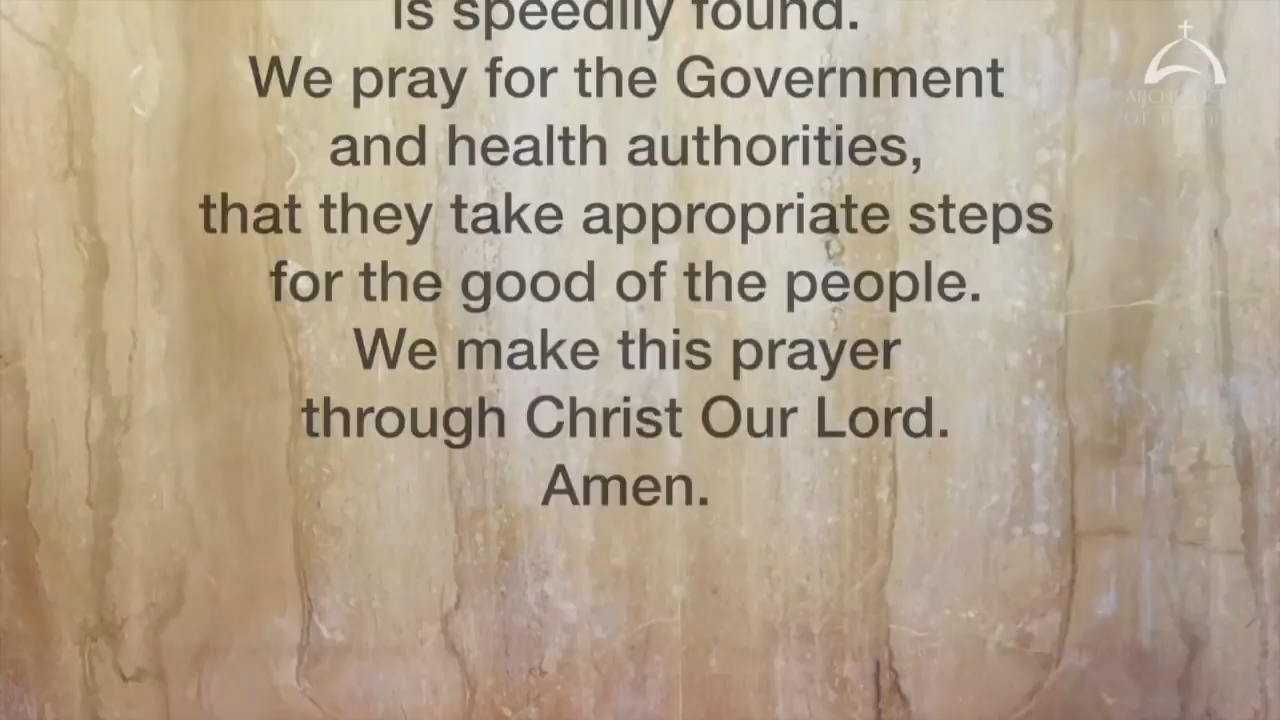 is speedily found.
We pray for the Government
and health authorities,
that they take appropriate steps
for the good of the people.
We make this prayer
through Christ Our Lord.
Amen.